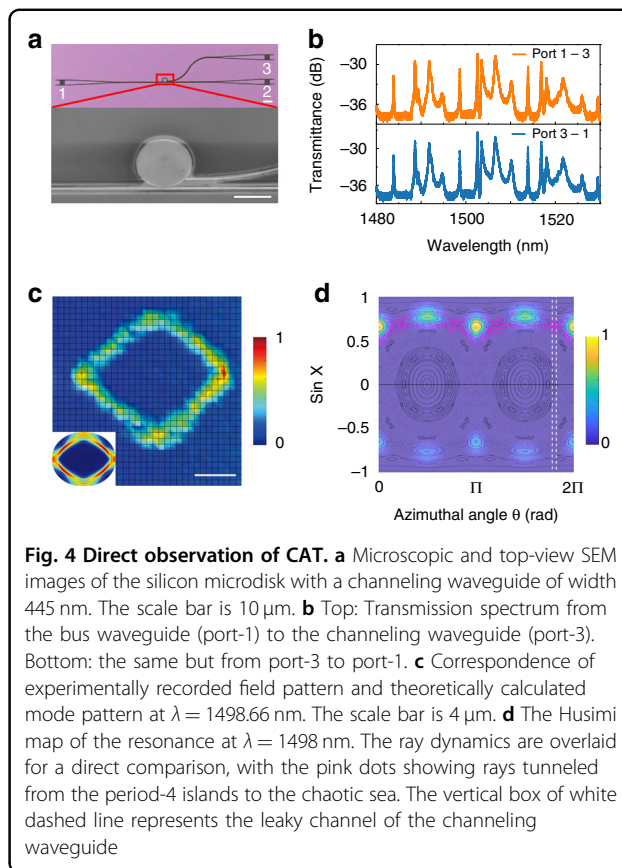 a
1
3
2
b
Transmittance (dB)
−30
−36
−30
−36
Port 1 – 3
Port 3 – 1
1480
1500
1520
Wavelength (nm)
c
1
0
d
Sin X
1
0.5
0
−0.5
−1
0
Π
2Π
Azimuthal angle θ (rad)
1
0
Fig. 4 Direct observation of CAT. a Microscopic and top-view SEM
images of the silicon microdisk with a channeling waveguide of width
445 nm. The scale bar is 10 μm. b Top: Transmission spectrum from
the bus waveguide (port-1) to the channeling waveguide (port-3).
Bottom: the same but from port-3 to port-1. c Correspondence of
experimentally recorded field pattern and theoretically calculated
mode pattern at λ = 1498.66 nm. The scale bar is 4 μm. d The Husimi
map of the resonance at λ = 1498 nm. The ray dynamics are overlaid
for a direct comparison, with the pink dots showing rays tunneled
from the period-4 islands to the chaotic sea. The vertical box of white
dashed line represents the leaky channel of the channeling
waveguide